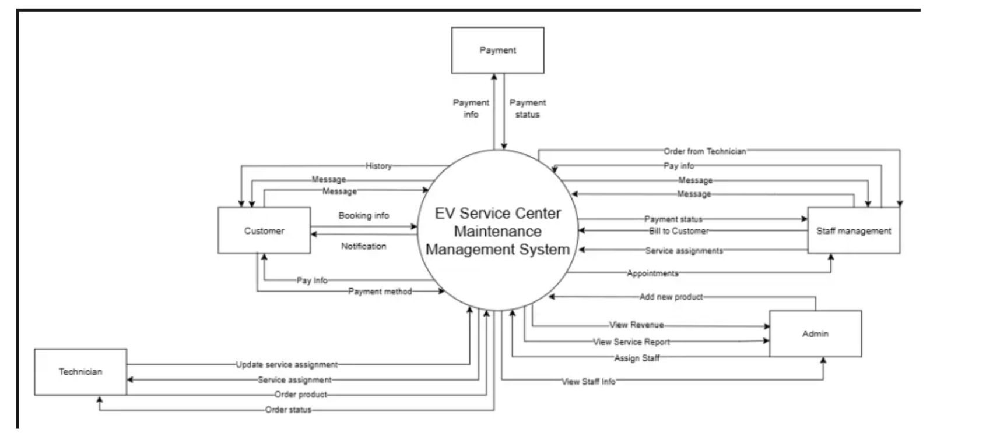 Payment
Payment
info
Payment
status
Order from Technician
History
Pay info
Message
Message
Message
Message
EV Service Center
Maintenance
Management System
Booking info
Customer
Notification
Payment status
Bill to Customer
Staff management
Service assignments
Appointments
Pay Info
Payment method
Add new product
View Revenue
View Service Report
Admin
Assign Staff
View Staff Info
Technician
Update service assignment
Service assignment
Order product
Order status